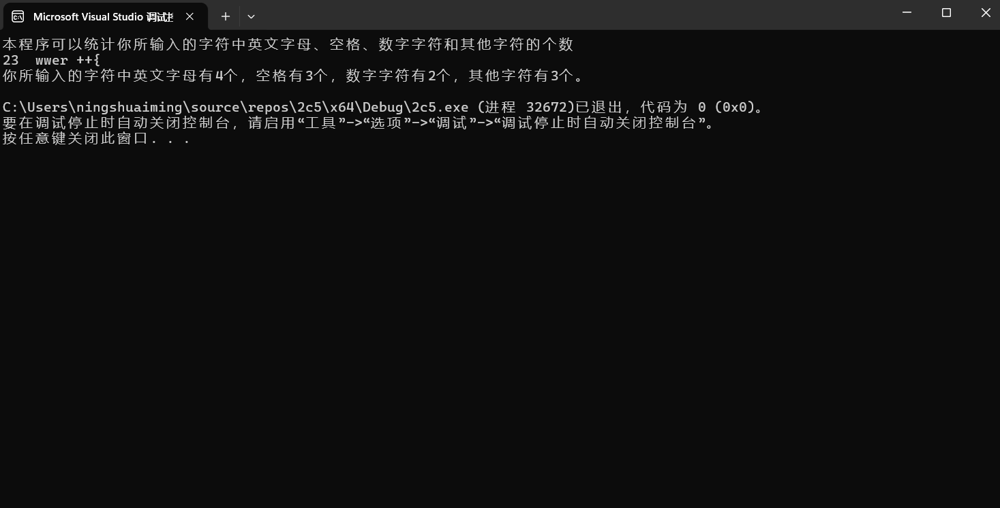 Microsoft Visual Studio 调试
本程序可以统计你所输入的字符中英文字母、空格、数字字符和其他字符的个数
23  wwer ++{
你所输入的字符中英文字母有4个，空格有3个，数字字符有2个，其他字符有3个。
C:\Users\ningshuaiming\source\repos\2c5\x64\Debug\2c5.exe (进程 32672)已退出，代码为 0 (0x0)。
要在调试停止时自动关闭控制台，请启用“工具”->“选项”->“调试”->“调试停止时自动关闭控制台”。
按任意键关闭此窗口. . .